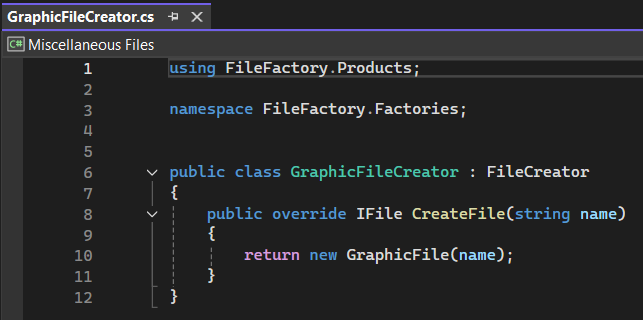 GraphicFileCreator.cs
C# Miscellaneous Files
1 using FileFactory.Products;
2
3 namespace FileFactory.Factories;
4
5
6 public class GraphicFileCreator : FileCreator
7 {
8 public override IFile CreateFile(string name)
9 {
10 return new GraphicFile(name);
11 }
12 }